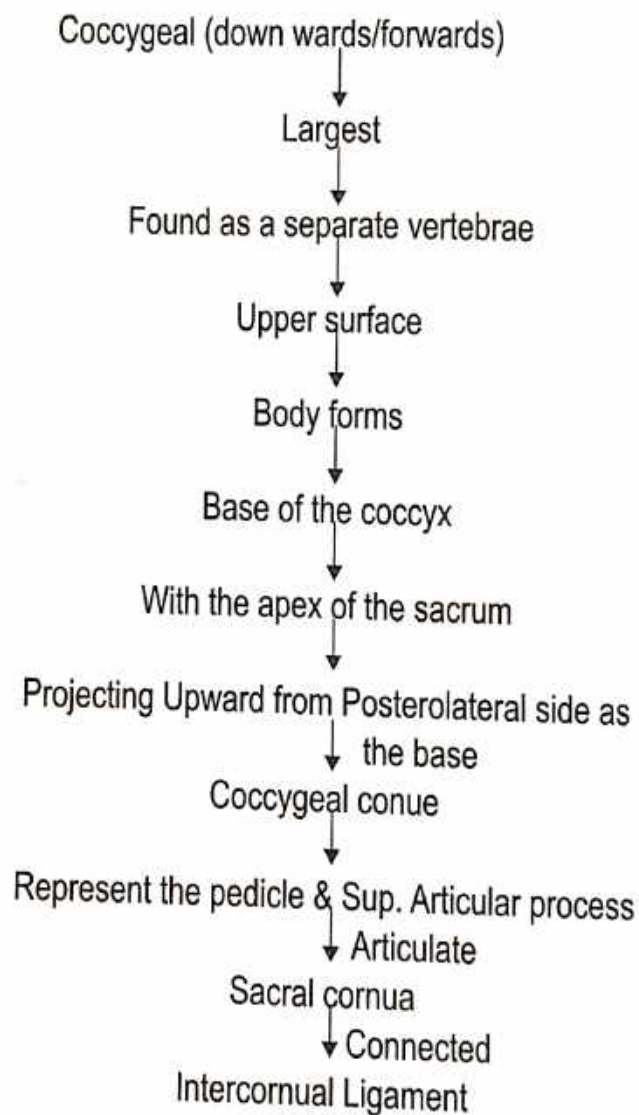 Coccygeal (down wards/forwards)
Largest
Found as a separate vertebrae
Upper surface
Body forms
Base of the coccyx
With the apex of the sacrum
Projecting Upward from Posterolateral side as
the base
Coccygeal conue
Represent the pedicle & Sup. Articular process
Articulate
Sacral cornua
Connected
Intercornual Ligament